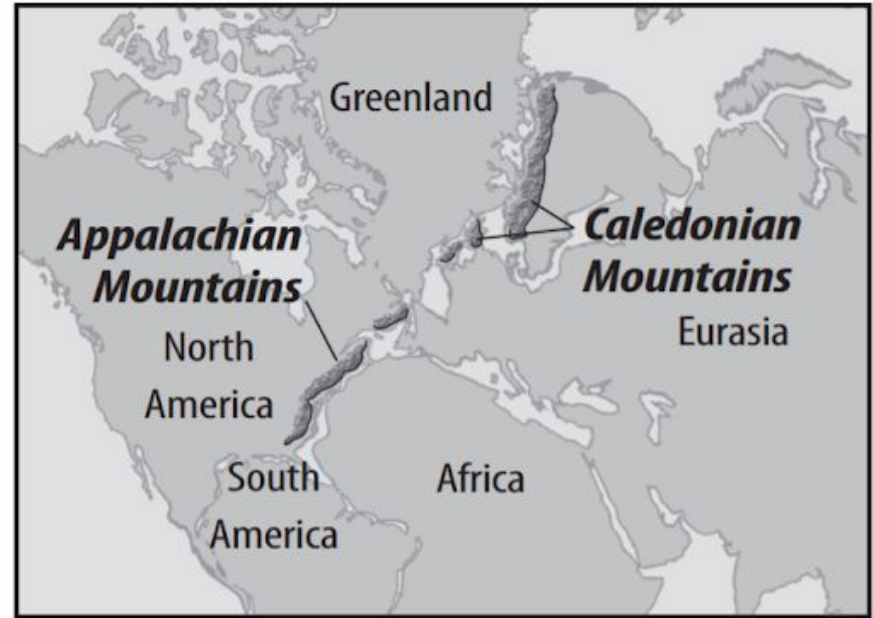 Greenland
Appalachian
Mountains
Caledonian
Mountains
North
America
Eurasia
South
America
Africa